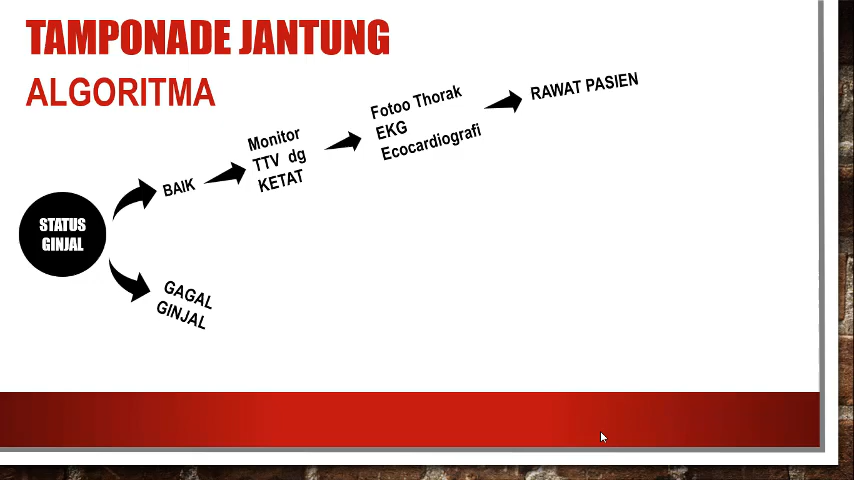 TAMPONADE JANTUNG
ALGORITMA
STATUS
GINJAL
BAIK
Monitor
TTV dg
KETAT
Fotoo Thorak
EKG
Ecocardiografi
RAWAT PASIEN
GAGAL
GINJAL